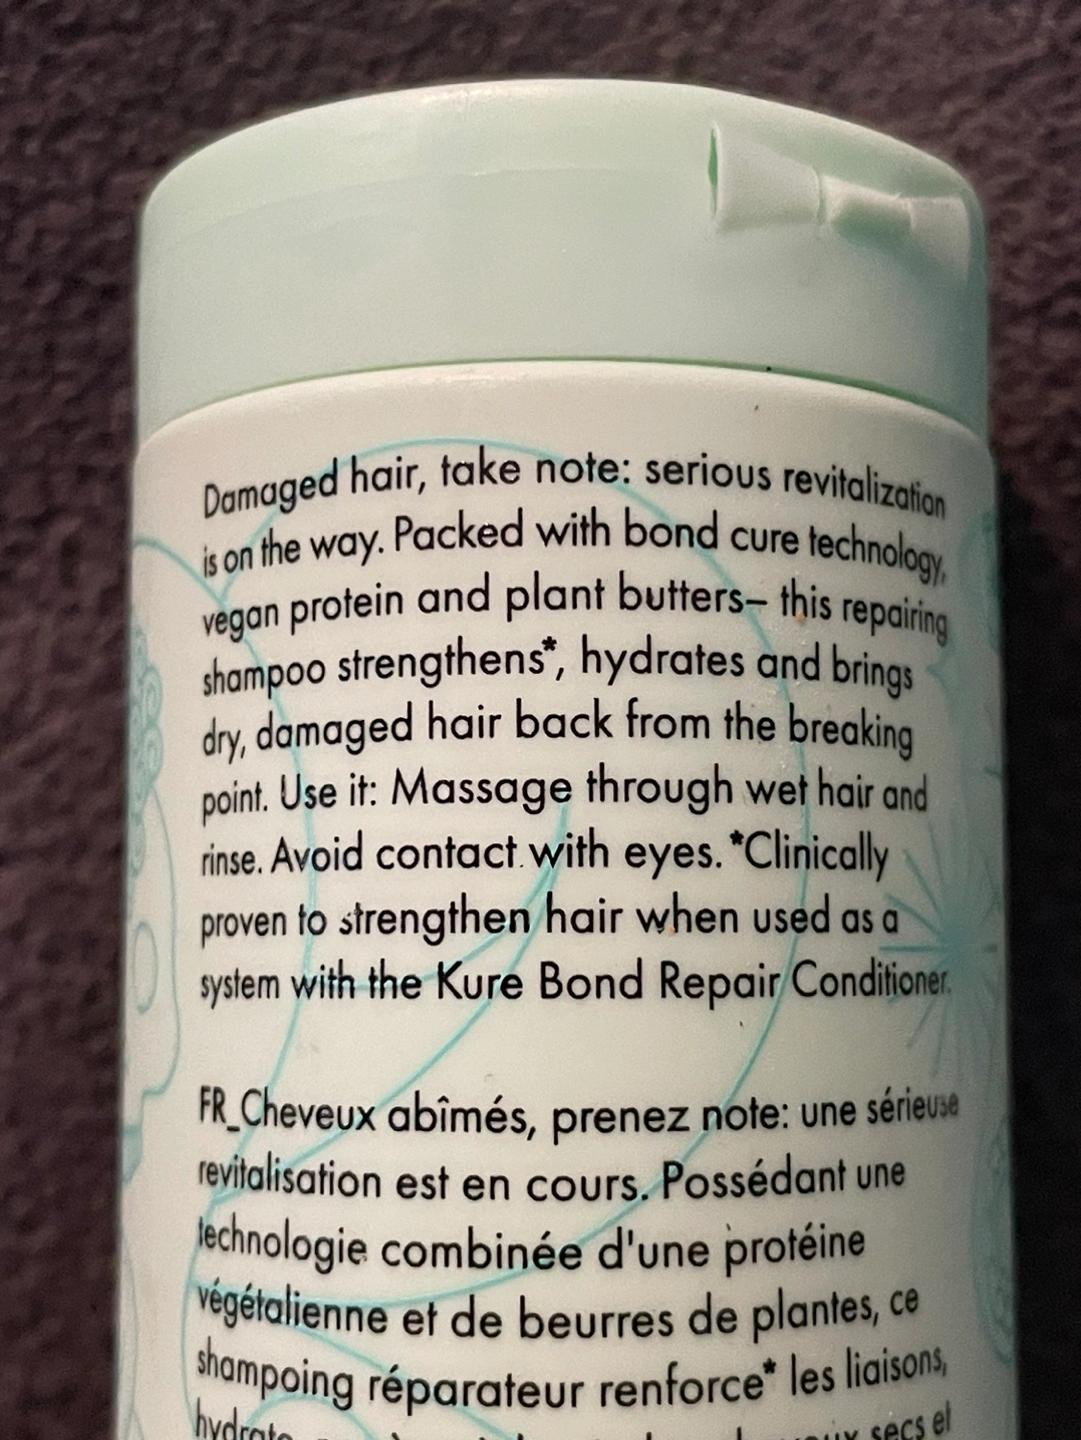 Damaged hair, take note: serious revitalization
is on the way. Packed with bond cure technology,
vegan protein and plant butters– this repairing
shampoo strengthens*, hydrates and brings
dry, damaged hair back from the breaking
point. Use it: Massage through wet hair and
rinse. Avoid contact with eyes. *Clinically
proven to strengthen hair when used as a
system with the Kure Bond Repair Conditioner.
FR_Cheveux abîmés, prenez note: une sérieuse
revitalisation est en cours. Possédant une
technologie combinée d'une protéine
végétalienne et de beurres de plantes, ce
shampoing réparateur renforce* les liaisons,
secs et